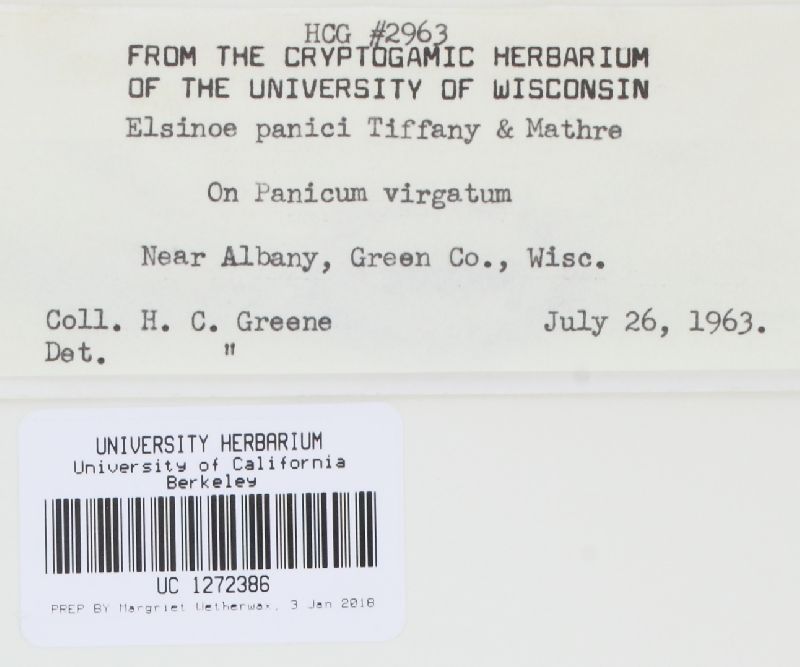 HCG #2963
FROM THE CRYPTOGAMIC HERBARIUM
OF THE UNIVERSITY OF WISCONSIN
Elsinoe panici Tiffany & Mathre
On Panicum virgatum
Near Albany, Green Co., Wisc.
Coll. H. C. Greene July 26, 1963.
Det. "
UNIVERSITY HERBARIUM
University of California
Berkeley
UC 1272386
PREP BY Margriet Wetherwax, 3 Jan 2018